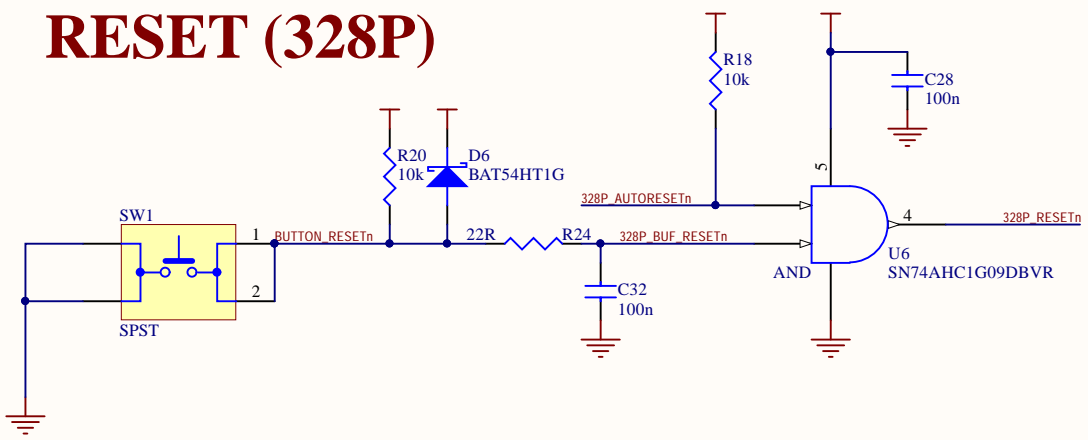 RESET (328P)
R18
10k
C28
100n
R20
10k
D6
BAT54HT1G
5
328P_AUTORESETn
SW1
1
BUTTON_RESETn
22R
R24
328P_BUF_RESETn
4
328P_RESETn
2
AND
U6
SN74AHC1G09DBVR
C32
100n
SPST